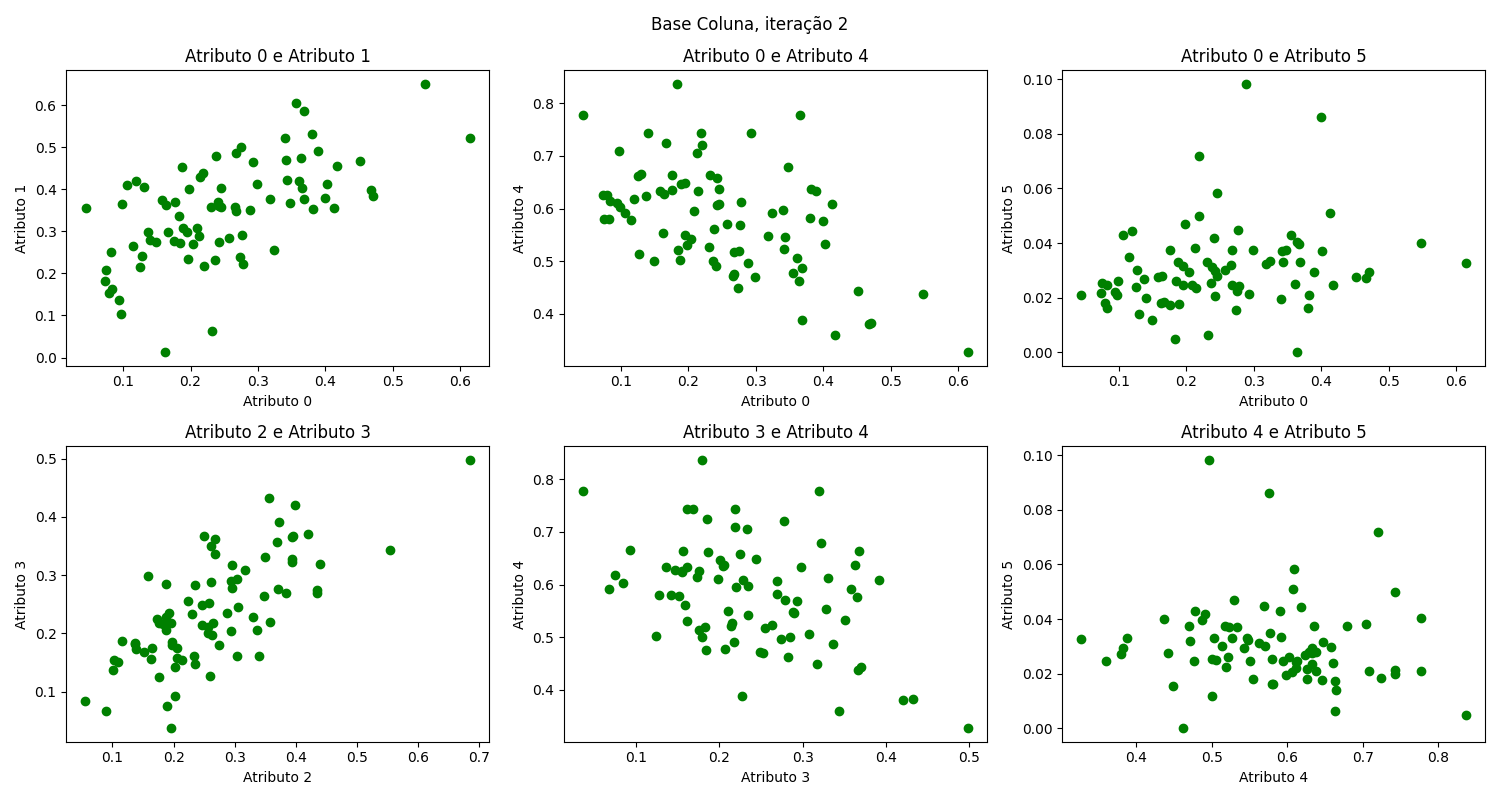 Base Coluna, iteração 2
Atributo 0 e Atributo 1
Atributo 1
0.6
0.5
0.4
0.3
0.2
0.1
0.0
0.1 0.2 0.3 0.4 0.5 0.6
Atributo 0
Atributo 0 e Atributo 4
Atributo 4
0.8
0.7
0.6
0.5
0.4
0.1 0.2 0.3 0.4 0.5 0.6
Atributo 0
Atributo 0 e Atributo 5
Atributo 5
0.10
0.08
0.06
0.04
0.02
0.00
0.1 0.2 0.3 0.4 0.5 0.6
Atributo 0
Atributo 2 e Atributo 3
Atributo 3
0.5
0.4
0.3
0.2
0.1
0.1 0.2 0.3 0.4 0.5 0.6 0.7
Atributo 2
Atributo 3 e Atributo 4
Atributo 4
0.8
0.7
0.6
0.5
0.4
0.1 0.2 0.3 0.4 0.5
Atributo 3
Atributo 4 e Atributo 5
Atributo 5
0.10
0.08
0.06
0.04
0.02
0.00
0.4 0.5 0.6 0.7 0.8
Atributo 4